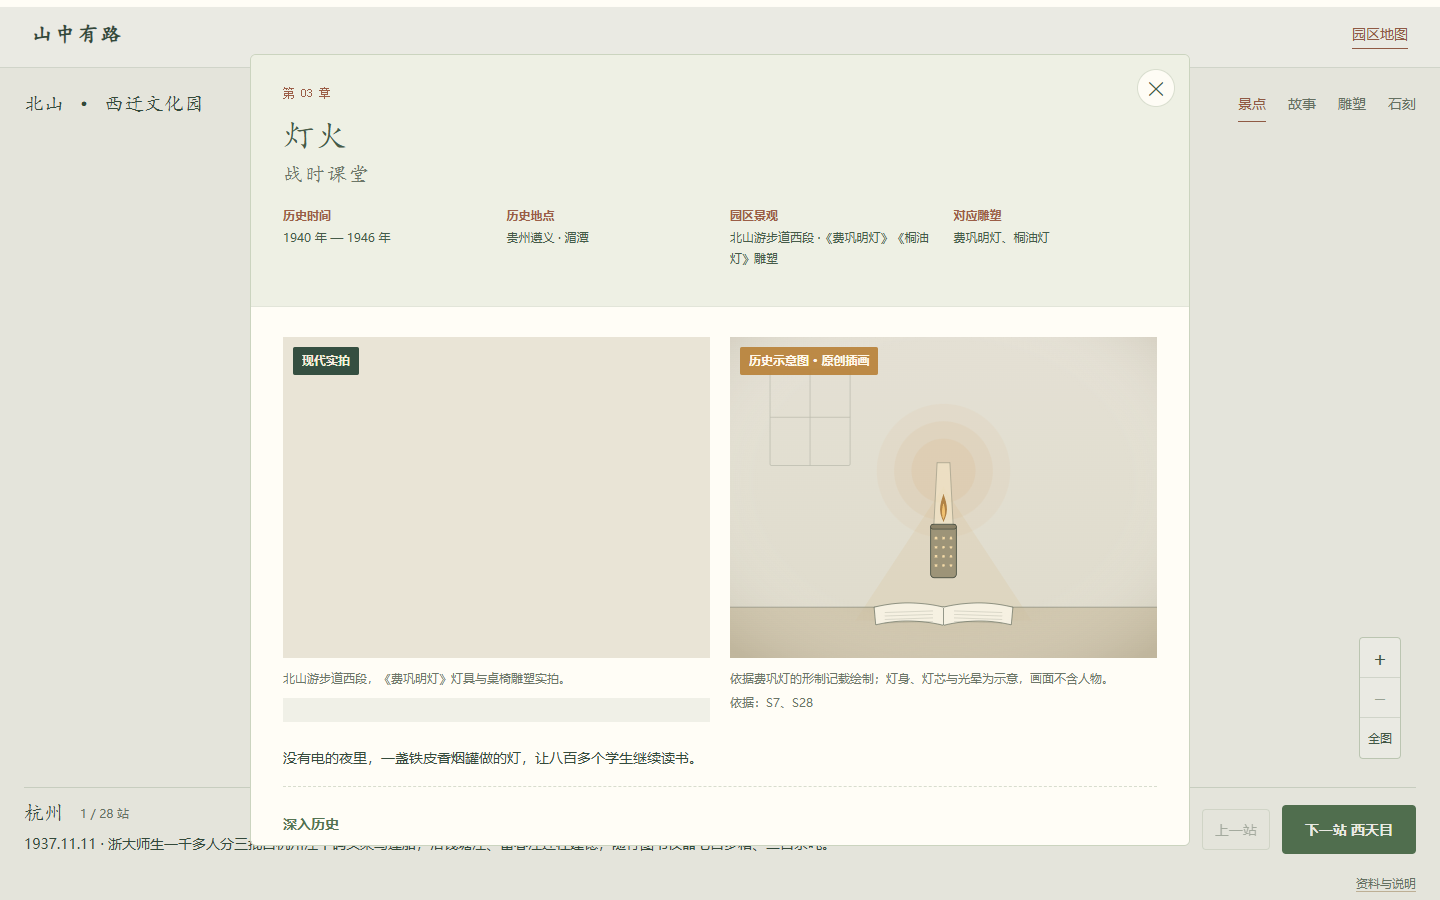 山中有路
园区地图
北山 • 西迁文化园
景点 故事 雕塑 石刻
第 03 章
灯火
战时课堂
历史时间
1940 年 — 1946 年
历史地点
贵州遵义 · 湄潭
园区景观
北山游步道西段 ·《费巩明灯》《桐油
灯》雕塑
对应雕塑
费巩明灯、桐油灯
现代实拍
历史示意图 • 原创插画
北山游步道西段，《费巩明灯》灯具与桌椅雕塑实拍。
依据费巩灯的形制记载绘制；灯身、灯芯与光晕为示意，画面不含人物。
依据：S7、S28
没有电的夜里，一盏铁皮香烟罐做的灯，让八百多个学生继续读书。
深入历史
+
−
全图
杭州 1 / 28 站
1937.11.11 · 浙大师生一千多人分三
上一站
下一站 西天目
资料与说明